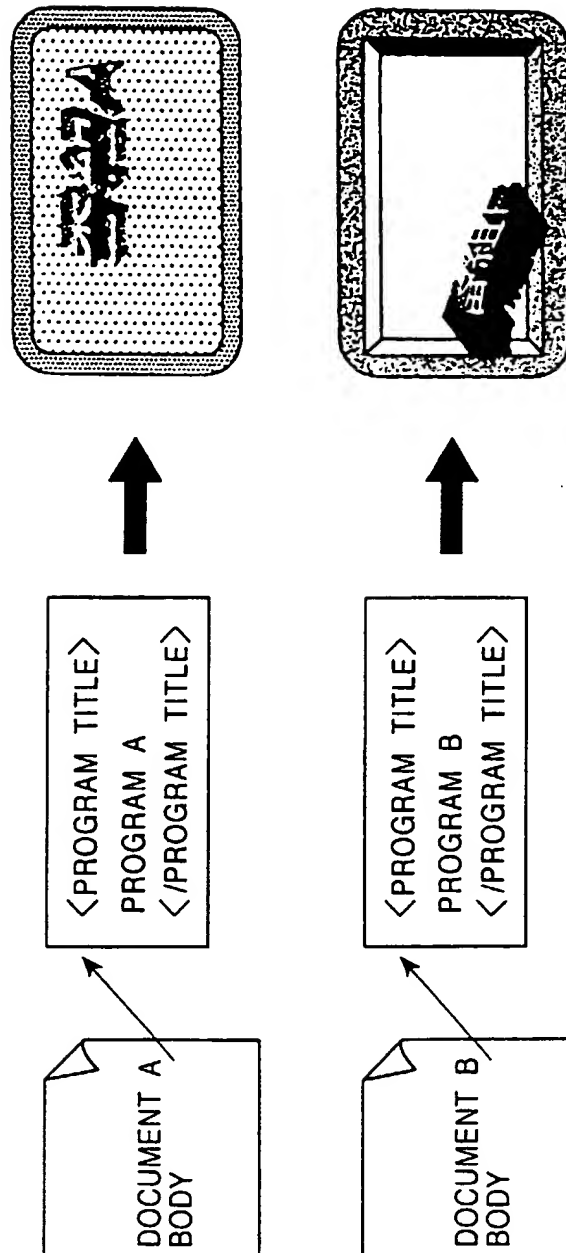 DOCUMENT A
BODY
<PROGRAM TITLE>
PROGRAM A
</PROGRAM TITLE>
DOCUMENT B
BODY
<PROGRAM TITLE>
PROGRAM B
</PROGRAM TITLE>